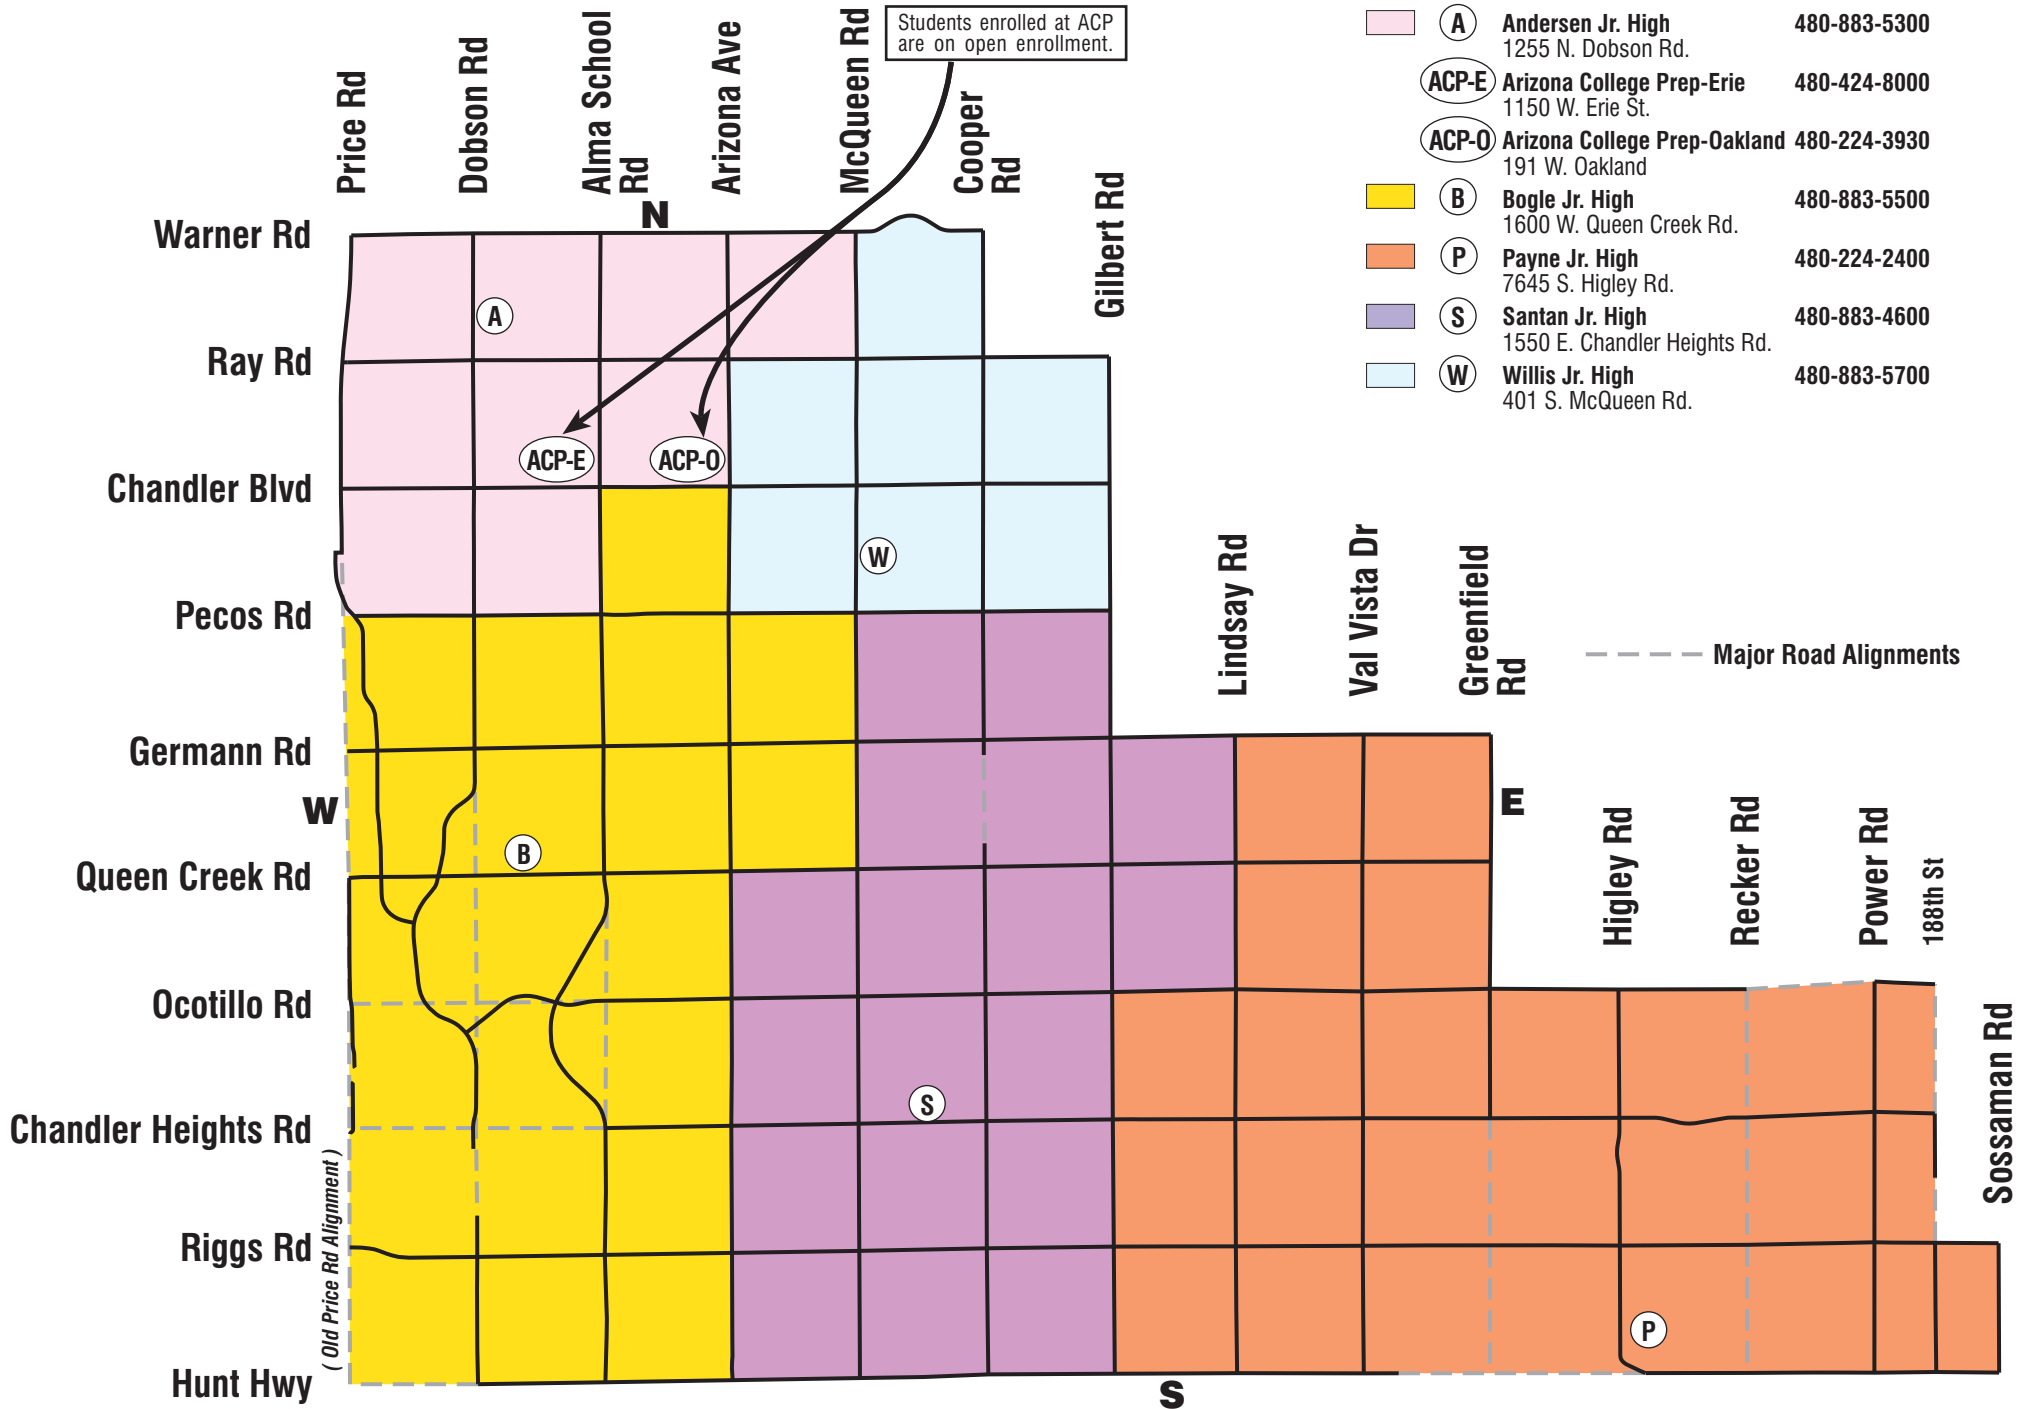 Students enrolled at ACP
are on open enrollment.
Price Rd
Dobson Rd
Alma School
Rd
Arizona Ave
McQueen Rd
Cooper
Rd
Gilbert Rd
A Andersen Jr. High 480-883-5300
1255 N. Dobson Rd.
ACP-E Arizona College Prep-Erie 480-424-8000
1150 W. Erie St.
ACP-O Arizona College Prep-Oakland 480-224-3930
191 W. Oakland
B Bogle Jr. High 480-883-5500
1600 W. Queen Creek Rd.
P Payne Jr. High 480-224-2400
7645 S. Higley Rd.
S Santan Jr. High 480-883-4600
1550 E. Chandler Heights Rd.
W Willis Jr. High 480-883-5700
401 S. McQueen Rd.
N
Warner Rd
A
Ray Rd
ACP-E
ACP-O
Chandler Blvd
W
Pecos Rd
Lindsay Rd
Val Vista Dr
Greenfield
Rd
Major Road Alignments
Germann Rd
W
E
B
Queen Creek Rd
Higley Rd
Recker Rd
Power Rd
188th St
Ocotillo Rd
Sossaman Rd
S
Chandler Heights Rd
( Old Price Rd Alignment )
Riggs Rd
P
Hunt Hwy
S